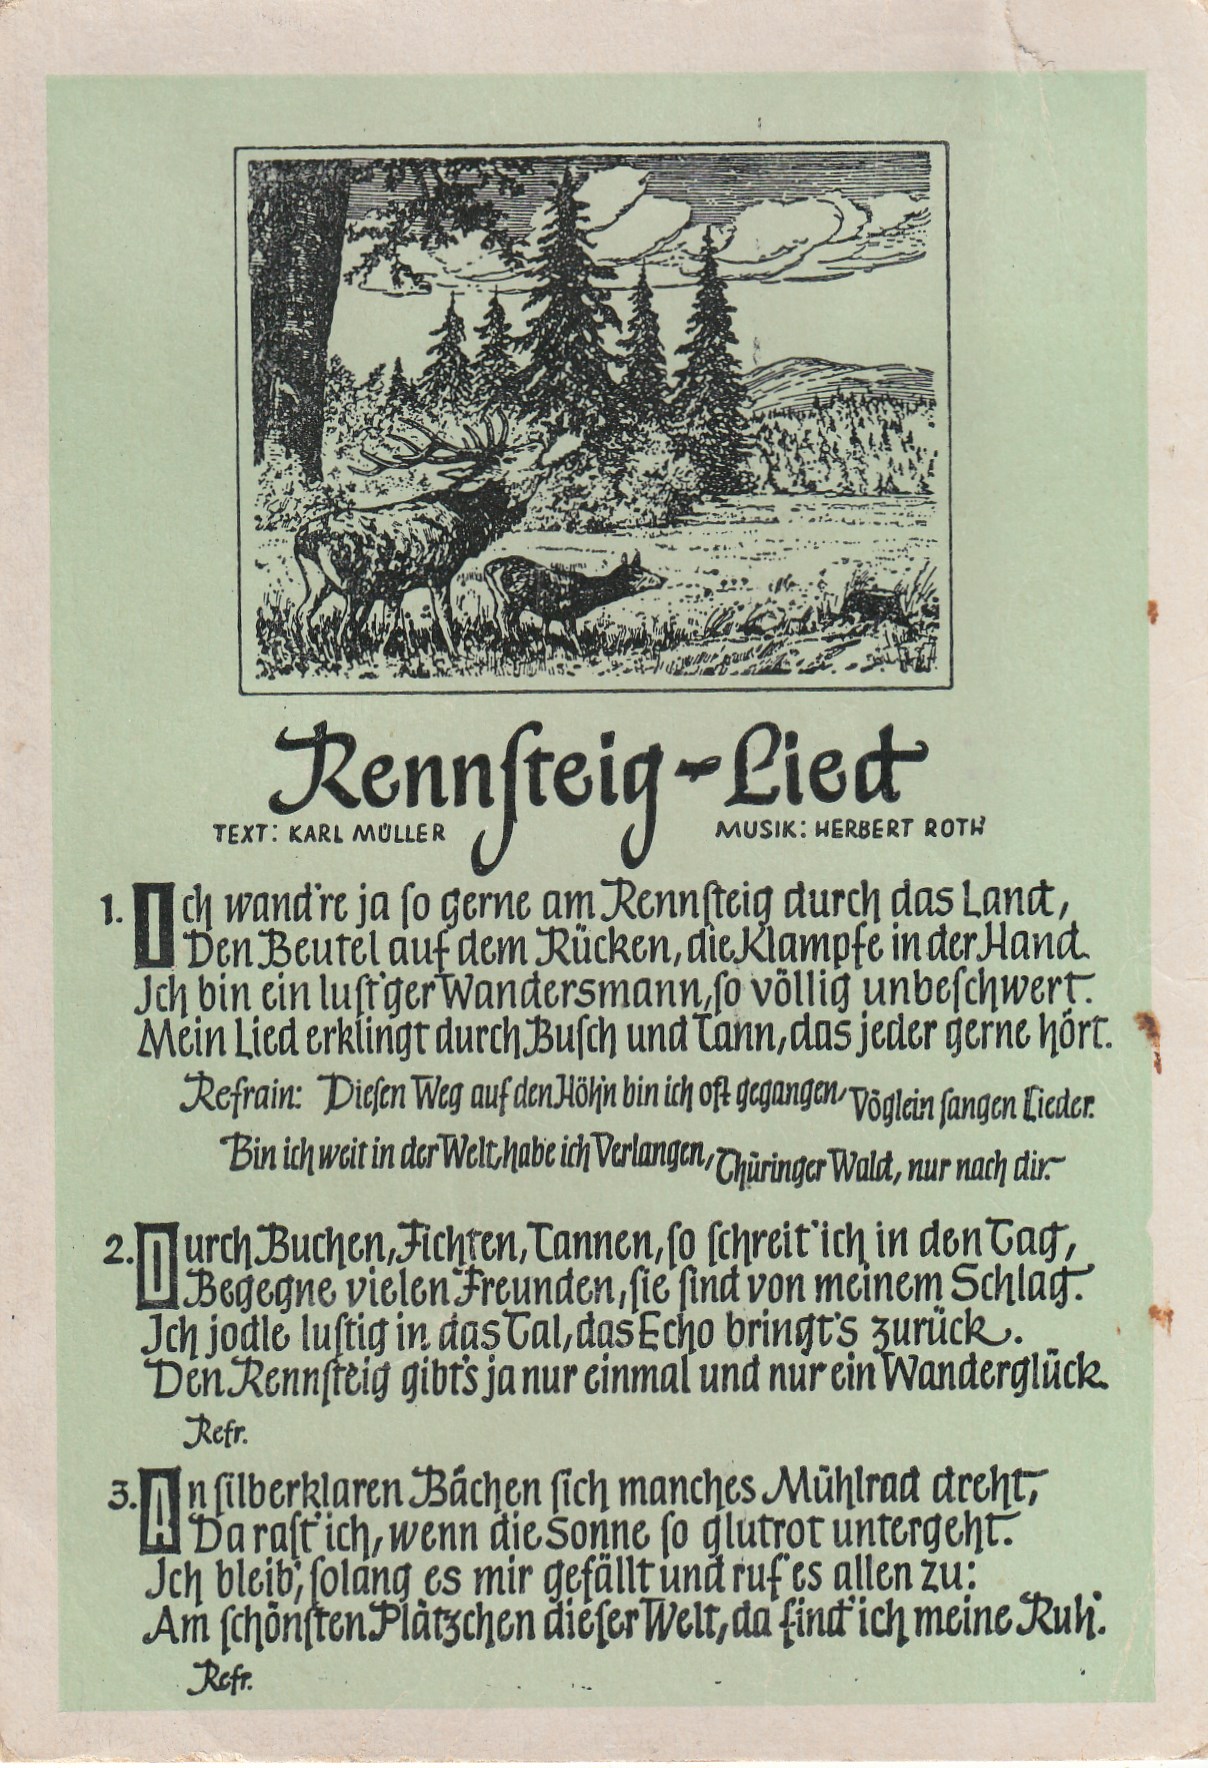 Rennsteig-Lied
TEXT: KARL MÜLLER MUSIK: HERBERT ROTH
1. Ich wand're ja so gerne am Rennsteig durch das Land,
Den Beutel auf dem Rücken, die Klampfe in der Hand.
Ich bin ein lust'ger Wandersmann, so völlig unbeschwert.
Mein Lied erklingt durch Busch und Tann, das jeder gerne hört.
Refrain: Diesen Weg auf den Höh'n bin ich oft gegangen, Vöglein sangen Lieder.
Bin ich weit in der Welt, habe ich Verlangen, Thüringer Wald, nur nach dir.
2. Durch Buchen, Fichten, Tannen, so schreit' ich in den Tag,
Begegne vielen Freunden, sie sind von meinem Schlag.
Ich jodle lustig in das Tal, das Echo bringt's zurück.
Den Rennsteig gibt's ja nur einmal und nur ein Wanderglück.
Refr.
3. An silberklaren Bächen sich manches Mühlrad dreht,
Da rast' ich, wenn die Sonne so glutrot untergeht.
Ich bleib', solang es mir gefällt und ruf' es allen zu:
Am schönsten Plätzchen dieser Welt, da find' ich meine Ruh'.
Refr.